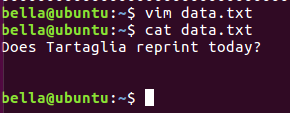 bella@ubuntu:~$ vim data.txt
bella@ubuntu:~$ cat data.txt
Does Tartaglia reprint today?
bella@ubuntu:~$